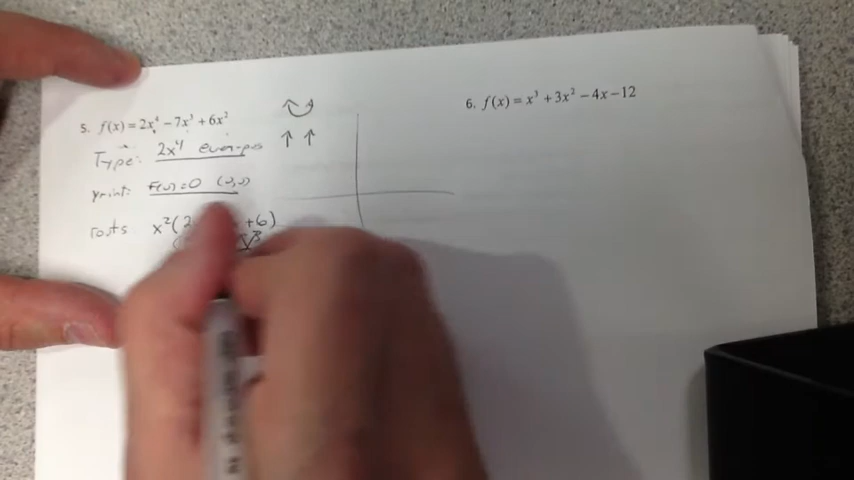 5. f(x) = 2x⁴ − 7x³ + 6x²
Type: 2x⁴ even-pos ↑ ↑
yint: f(0) = 0 (0,0)
roots x²(2 +6)
6. f(x) = x³ + 3x² − 4x − 12